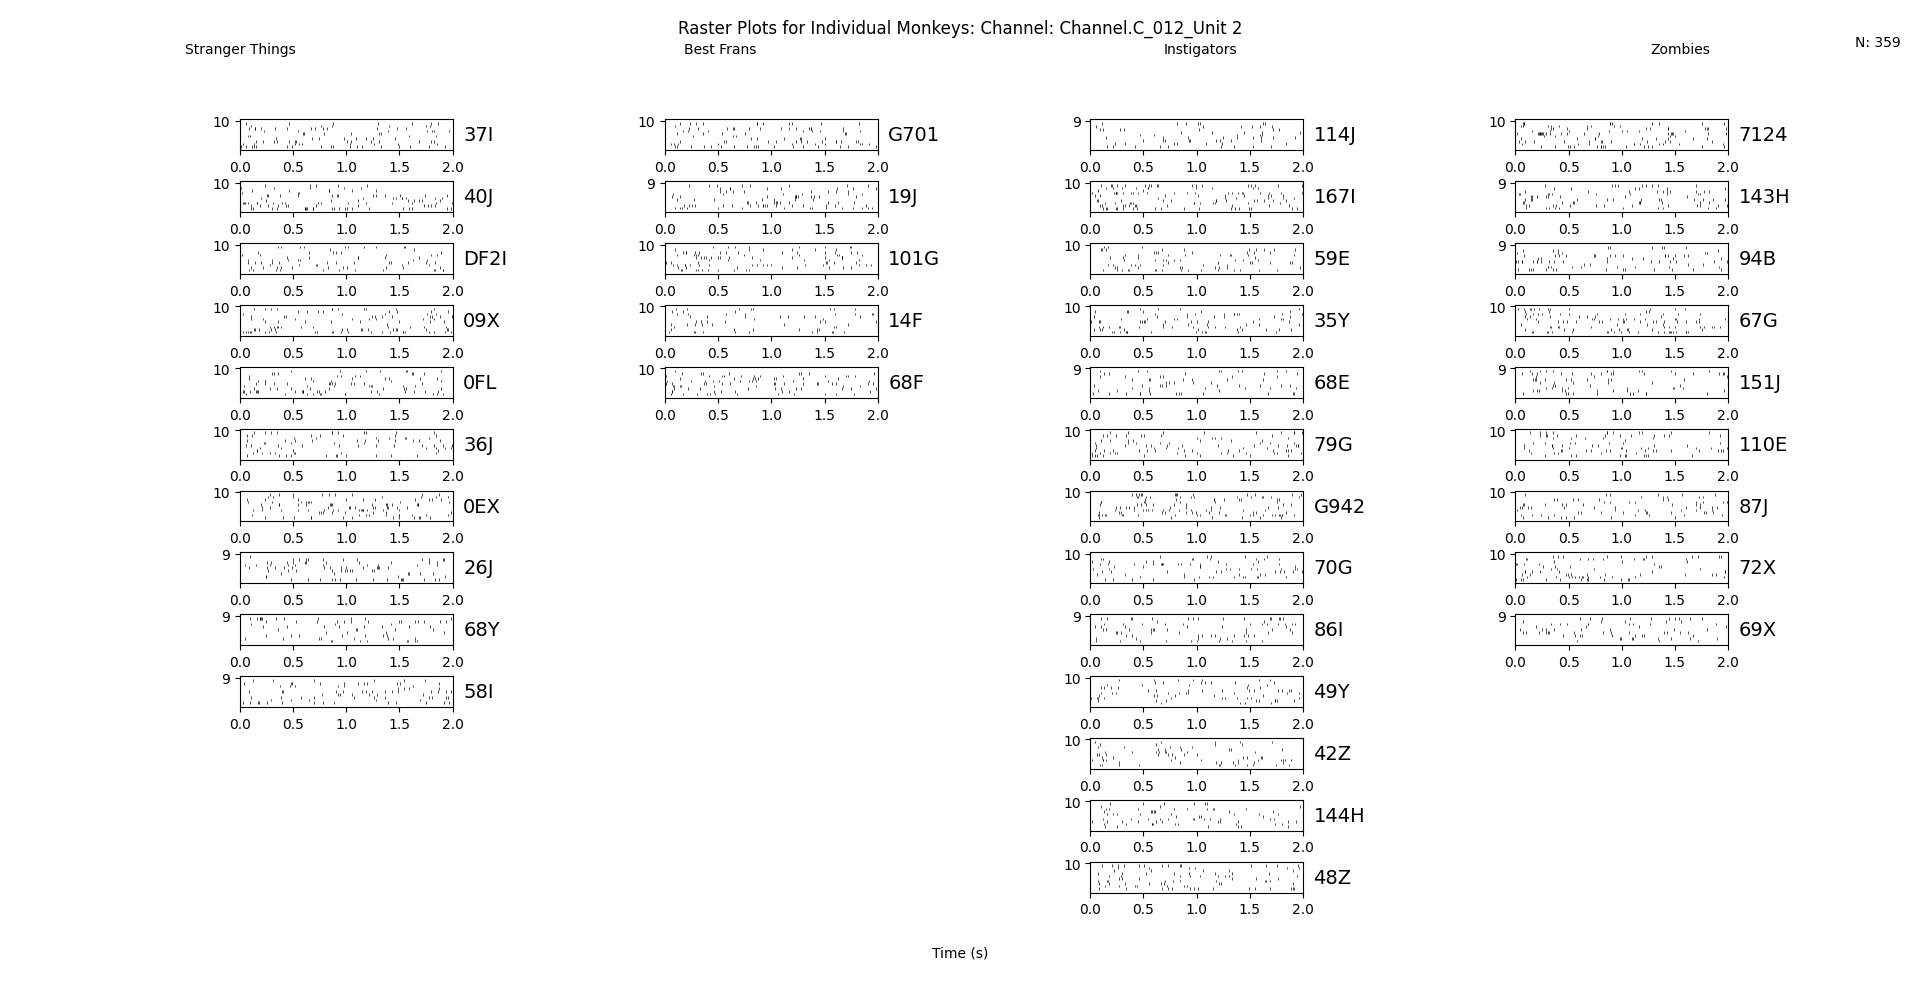 Raster Plots for Individual Monkeys: Channel: Channel.C_012_Unit 2
Stranger Things Best Frans Instigators Zombies N: 359
10 37I 10 G701 9 114J 10 7124
0.0 0.5 1.0 1.5 2.0 0.0 0.5 1.0 1.5 2.0 0.0 0.5 1.0 1.5 2.0 0.0 0.5 1.0 1.5 2.0
10 40J 9 19J 10 167I 9 143H
0.0 0.5 1.0 1.5 2.0 0.0 0.5 1.0 1.5 2.0 0.0 0.5 1.0 1.5 2.0 0.0 0.5 1.0 1.5 2.0
10 DF2I 10 101G 10 59E 9 94B
0.0 0.5 1.0 1.5 2.0 0.0 0.5 1.0 1.5 2.0 0.0 0.5 1.0 1.5 2.0 0.0 0.5 1.0 1.5 2.0
10 09X 10 14F 10 35Y 10 67G
0.0 0.5 1.0 1.5 2.0 0.0 0.5 1.0 1.5 2.0 0.0 0.5 1.0 1.5 2.0 0.0 0.5 1.0 1.5 2.0
10 0FL 10 68F 9 68E 9 151J
0.0 0.5 1.0 1.5 2.0 0.0 0.5 1.0 1.5 2.0 0.0 0.5 1.0 1.5 2.0 0.0 0.5 1.0 1.5 2.0
10 36J 10 79G 10 110E
0.0 0.5 1.0 1.5 2.0 0.0 0.5 1.0 1.5 2.0 0.0 0.5 1.0 1.5 2.0
10 0EX 10 G942 10 87J
0.0 0.5 1.0 1.5 2.0 0.0 0.5 1.0 1.5 2.0 0.0 0.5 1.0 1.5 2.0
9 26J 10 70G 10 72X
0.0 0.5 1.0 1.5 2.0 0.0 0.5 1.0 1.5 2.0 0.0 0.5 1.0 1.5 2.0
9 68Y 9 86I 9 69X
0.0 0.5 1.0 1.5 2.0 0.0 0.5 1.0 1.5 2.0 0.0 0.5 1.0 1.5 2.0
9 58I 10 49Y
0.0 0.5 1.0 1.5 2.0 0.0 0.5 1.0 1.5 2.0
10 42Z
0.0 0.5 1.0 1.5 2.0
10 144H
0.0 0.5 1.0 1.5 2.0
10 48Z
0.0 0.5 1.0 1.5 2.0
Time (s)